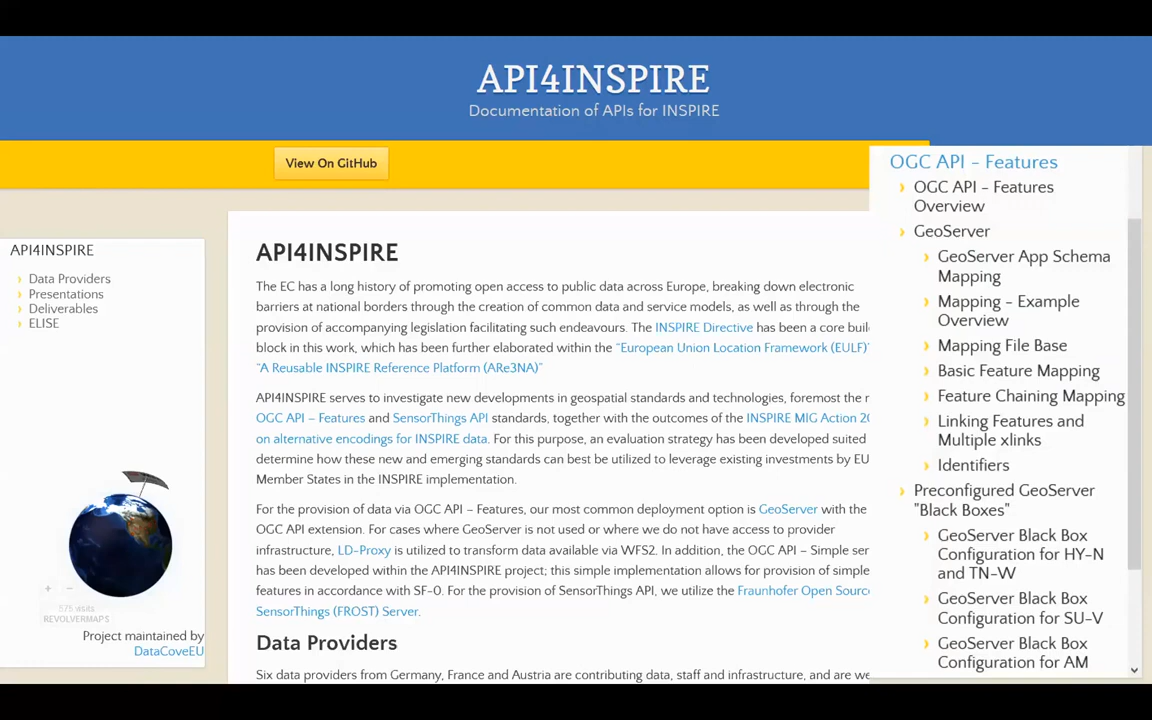 API4INSPIRE
Documentation of APIs for INSPIRE
View On GitHub
API4INSPIRE
Data Providers
Presentations
Deliverables
ELISE
575 visits
REVOLVERMAPS
Project maintained by
DataCoveEU
API4INSPIRE
The EC has a long history of promoting open access to public data across Europe, breaking down electronic
barriers at national borders through the creation of common data and service models, as well as through the
provision of accompanying legislation facilitating such endeavours. The INSPIRE Directive has been a core buil
block in this work, which has been further elaborated within the "European Union Location Framework (EULF)"
"A Reusable INSPIRE Reference Platform (ARe3NA)"
API4INSPIRE serves to investigate new developments in geospatial standards and technologies, foremost the n
OGC API – Features and SensorThings API standards, together with the outcomes of the INSPIRE MIG Action 20
on alternative encodings for INSPIRE data. For this purpose, an evaluation strategy has been developed suited
determine how these new and emerging standards can best be utilized to leverage existing investments by EU
Member States in the INSPIRE implementation.
For the provision of data via OGC API – Features, our most common deployment option is GeoServer with the
OGC API extension. For cases where GeoServer is not used or where we do not have access to provider
infrastructure, LD-Proxy is utilized to transform data available via WFS2. In addition, the OGC API – Simple ser
has been developed within the API4INSPIRE project; this simple implementation allows for provision of simple
features in accordance with SF-0. For the provision of SensorThings API, we utilize the Fraunhofer Open Source
SensorThings (FROST) Server.
Data Providers
Six data providers from Germany, France and Austria are contributing data, staff and infrastructure, and are we
OGC API - Features
OGC API - Features
Overview
GeoServer
GeoServer App Schema
Mapping
Mapping - Example
Overview
Mapping File Base
Basic Feature Mapping
Feature Chaining Mapping
Linking Features and
Multiple xlinks
Identifiers
Preconfigured GeoServer
"Black Boxes"
GeoServer Black Box
Configuration for HY-N
and TN-W
GeoServer Black Box
Configuration for SU-V
GeoServer Black Box
Configuration for AM